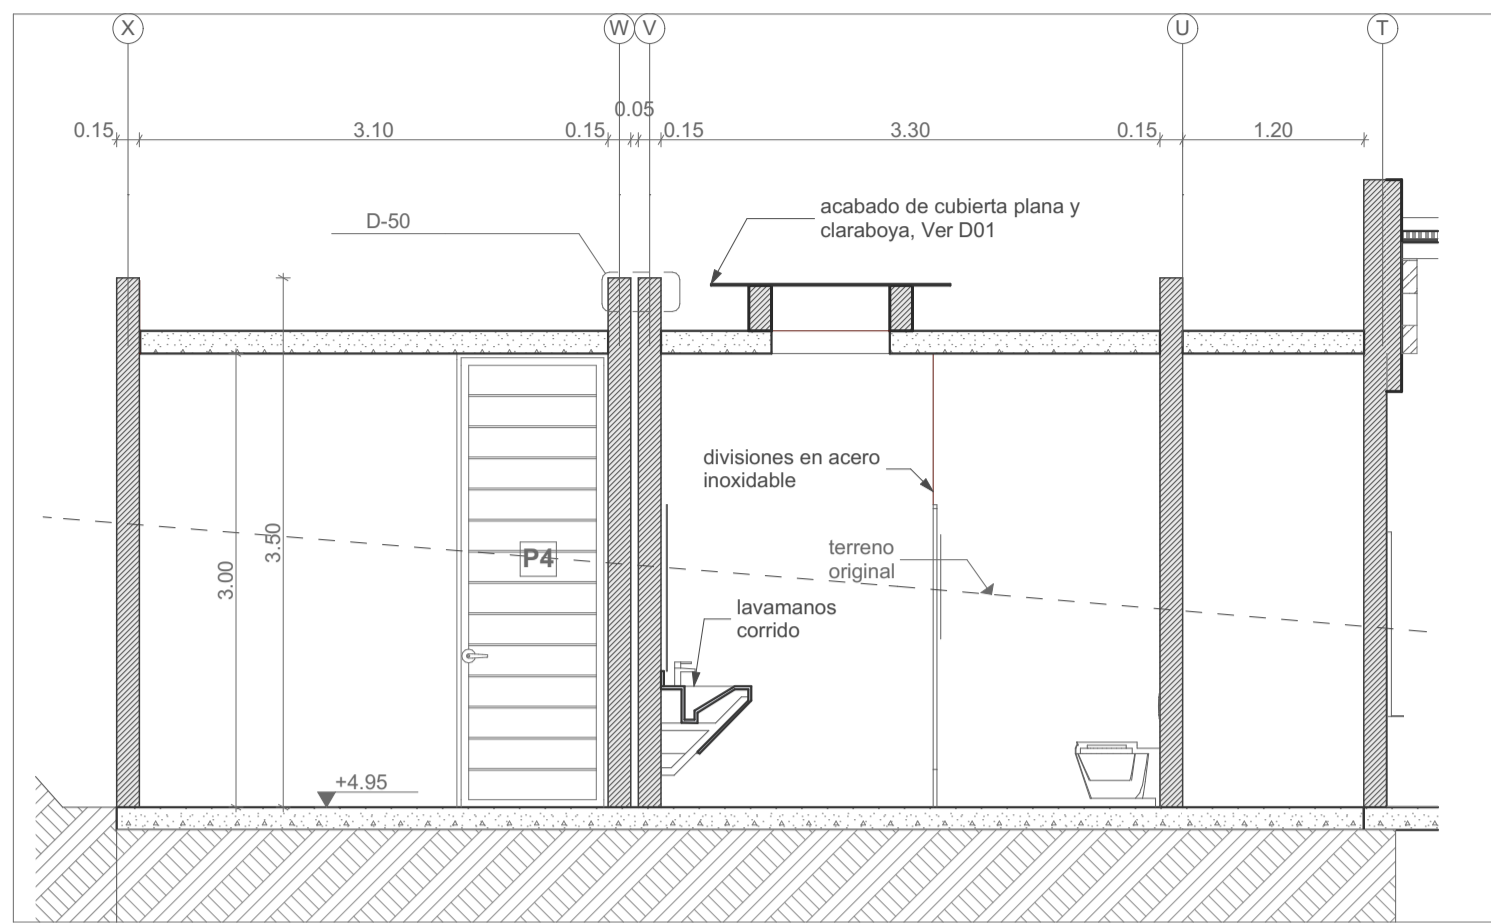 X
W
V
U
T
0.05
0.15
3.10
0.15
0.15
3.30
0.15
1.20
D-50
acabado de cubierta plana y
claraboya, Ver D01
divisiones en acero
inoxidable
3.50
3.00
P4
terreno
original
lavamanos
corrido
+4.95